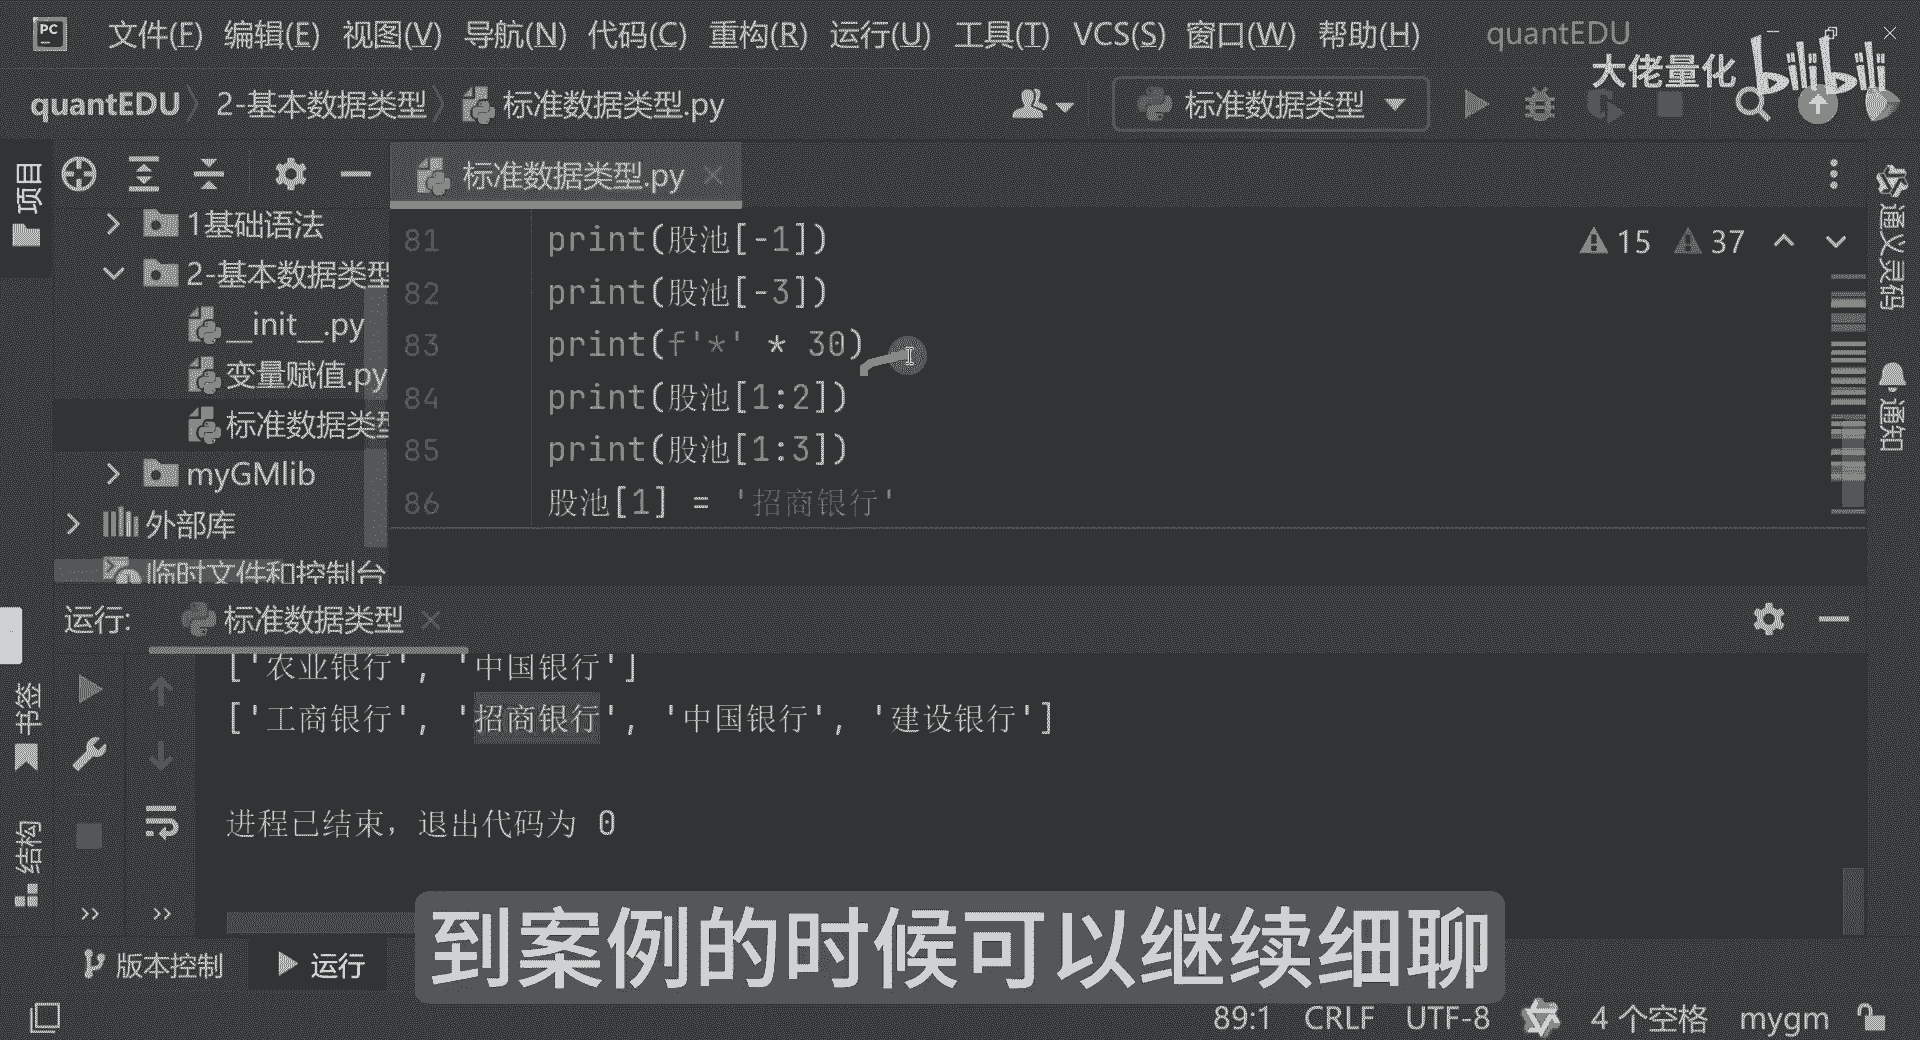 PC 文件(F) 编辑(E) 视图(V) 导航(N) 代码(C) 重构(R) 运行(U) 工具(T) VCS(S) 窗口(W) 帮助(H) quantEDU
大佬量化 bilibili
quantEDU 2-基本数据类型 标准数据类型.py 标准数据类型
项目
标准数据类型.py
1基础语法
2-基本数据类型
__init__.py
变量赋值.py
标准数据类型
myGMlib
外部库
临时文件和控制台
81 print(股池[-1])
82 print(股池[-3])
83 print(f'*' * 30)
84 print(股池[1:2])
85 print(股池[1:3])
86 股池[1] = '招商银行'
15 37
通义灵码
通知
运行: 标准数据类型
['农业银行', '中国银行']
['工商银行', '招商银行', '中国银行', '建设银行']
进程已结束，退出代码为 0
书签
结构
到案例的时候可以继续细聊
版本控制 运行
89:1 CRLF UTF-8 4 个空格 mygm